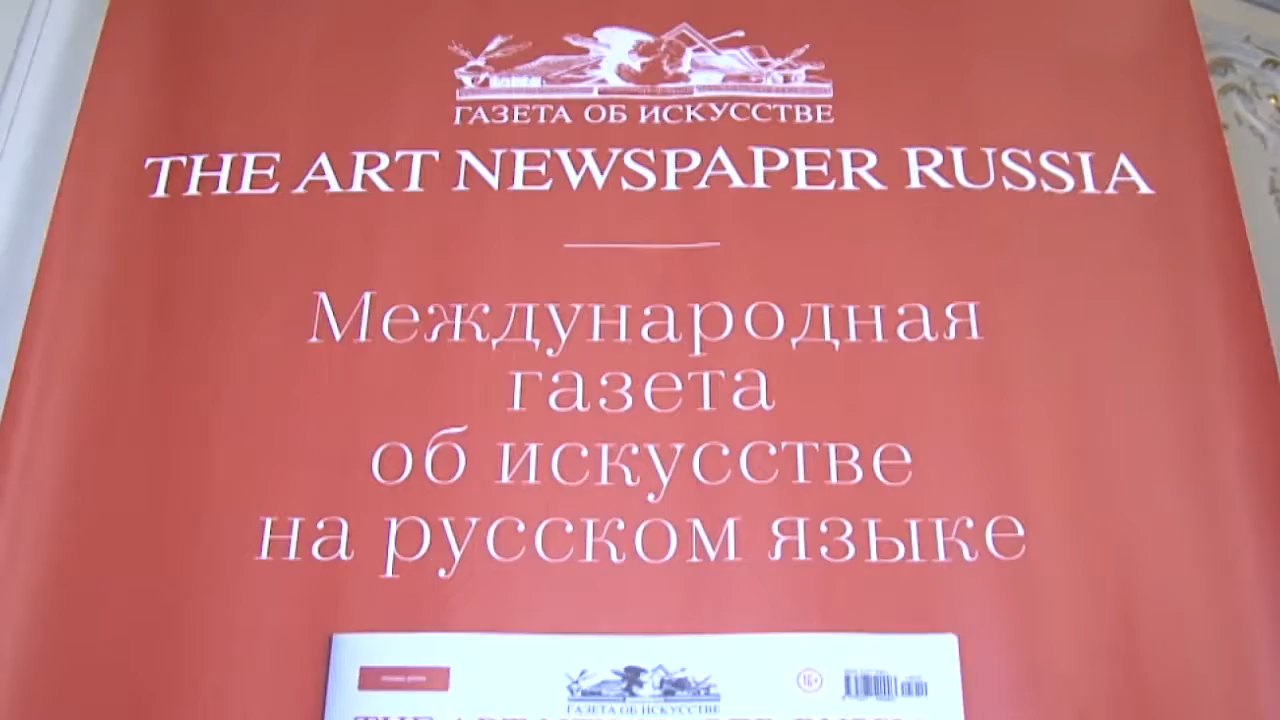 ГАЗЕТА ОБ ИСКУССТВЕ
THE ART NEWSPAPER RUSSIA
Международная
газета
об искусстве
на русском языке
16+
ГАЗЕТА ОБ ИСКУССТВЕ